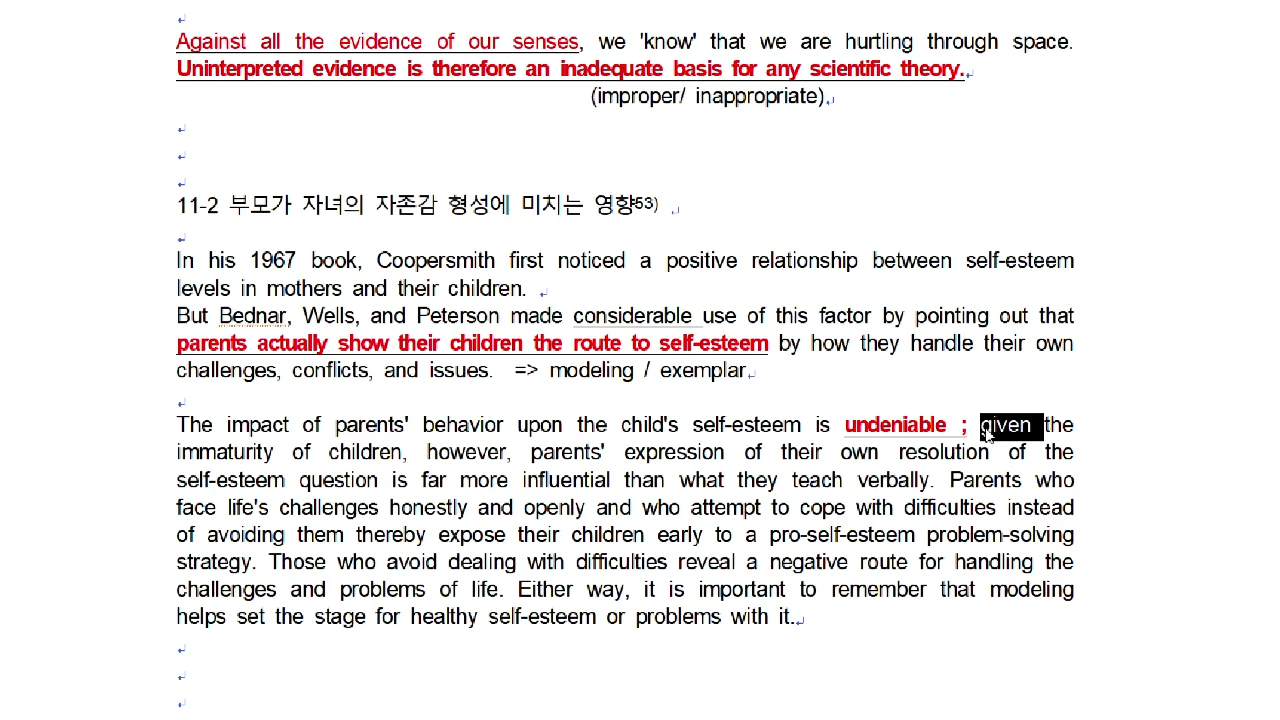 Against all the evidence of our senses, we 'know' that we are hurtling through space.
Uninterpreted evidence is therefore an inadequate basis for any scientific theory.
(improper/ inappropriate)
11-2 부모가 자녀의 자존감 형성에 미치는 영향53)
In his 1967 book, Coopersmith first noticed a positive relationship between self-esteem
levels in mothers and their children.
But Bednar, Wells, and Peterson made considerable use of this factor by pointing out that
parents actually show their children the route to self-esteem by how they handle their own
challenges, conflicts, and issues. => modeling / exemplar
The impact of parents' behavior upon the child's self-esteem is undeniable ; given the
immaturity of children, however, parents' expression of their own resolution of the
self-esteem question is far more influential than what they teach verbally. Parents who
face life's challenges honestly and openly and who attempt to cope with difficulties instead
of avoiding them thereby expose their children early to a pro-self-esteem problem-solving
strategy. Those who avoid dealing with difficulties reveal a negative route for handling the
challenges and problems of life. Either way, it is important to remember that modeling
helps set the stage for healthy self-esteem or problems with it.